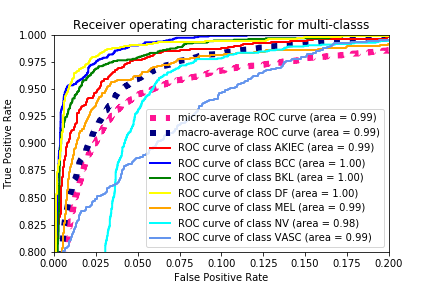 Receiver operating characteristic for multi-classs
True Positive Rate
1.000
0.975
0.950
0.925
0.900
0.875
0.850
0.825
0.800
micro-average ROC curve (area = 0.99)
macro-average ROC curve (area = 0.99)
ROC curve of class AKIEC (area = 0.99)
ROC curve of class BCC (area = 1.00)
ROC curve of class BKL (area = 1.00)
ROC curve of class DF (area = 1.00)
ROC curve of class MEL (area = 0.99)
ROC curve of class NV (area = 0.98)
ROC curve of class VASC (area = 0.99)
0.000 0.025 0.050 0.075 0.100 0.125 0.150 0.175 0.200
False Positive Rate